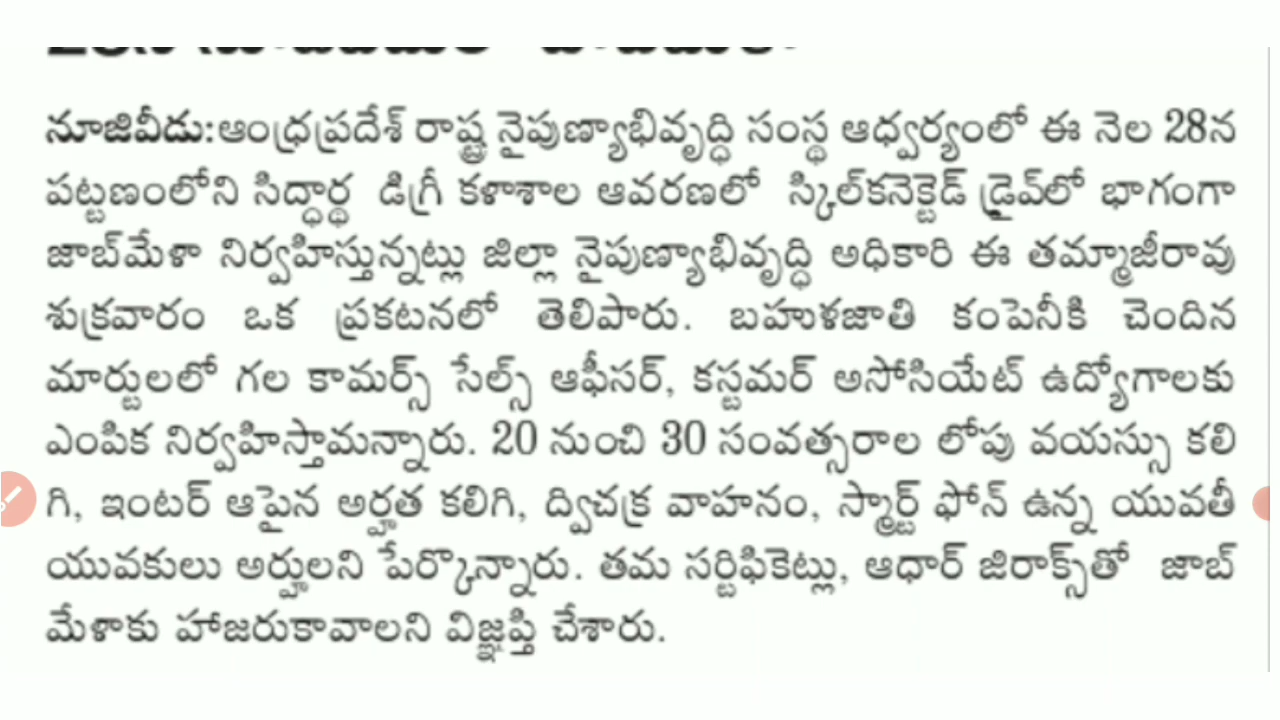 నూజివీడు:ఆంధ్రప్రదేశ్ రాష్ట్ర నైపుణ్యాభివృద్ధి సంస్థ ఆధ్వర్యంలో ఈ నెల 28న
పట్టణంలోని సిద్ధార్థ డిగ్రీ కళాశాల ఆవరణలో స్కిల్‌కనెక్టెడ్ డ్రైవ్‌లో భాగంగా
జాబ్‌మేళా నిర్వహిస్తున్నట్లు జిల్లా నైపుణ్యాభివృద్ధి అధికారి ఈ తమ్మాజీరావు
శుక్రవారం ఒక ప్రకటనలో తెలిపారు. బహుళజాతి కంపెనీకి చెందిన
మార్టులలో గల కామర్స్ సేల్స్ ఆఫీసర్, కస్టమర్ అసోసియేట్ ఉద్యోగాలకు
ఎంపిక నిర్వహిస్తామన్నారు. 20 నుంచి 30 సంవత్సరాల లోపు వయస్సు కలి
గి, ఇంటర్ ఆపైన అర్హత కలిగి, ద్విచక్ర వాహనం, స్మార్ట్ ఫోన్ ఉన్న యువతీ
యువకులు అర్హులని పేర్కొన్నారు. తమ సర్టిఫికెట్లు, ఆధార్ జిరాక్స్‌తో జాబ్
మేళాకు హాజరుకావాలని విజ్ఞప్తి చేశారు.